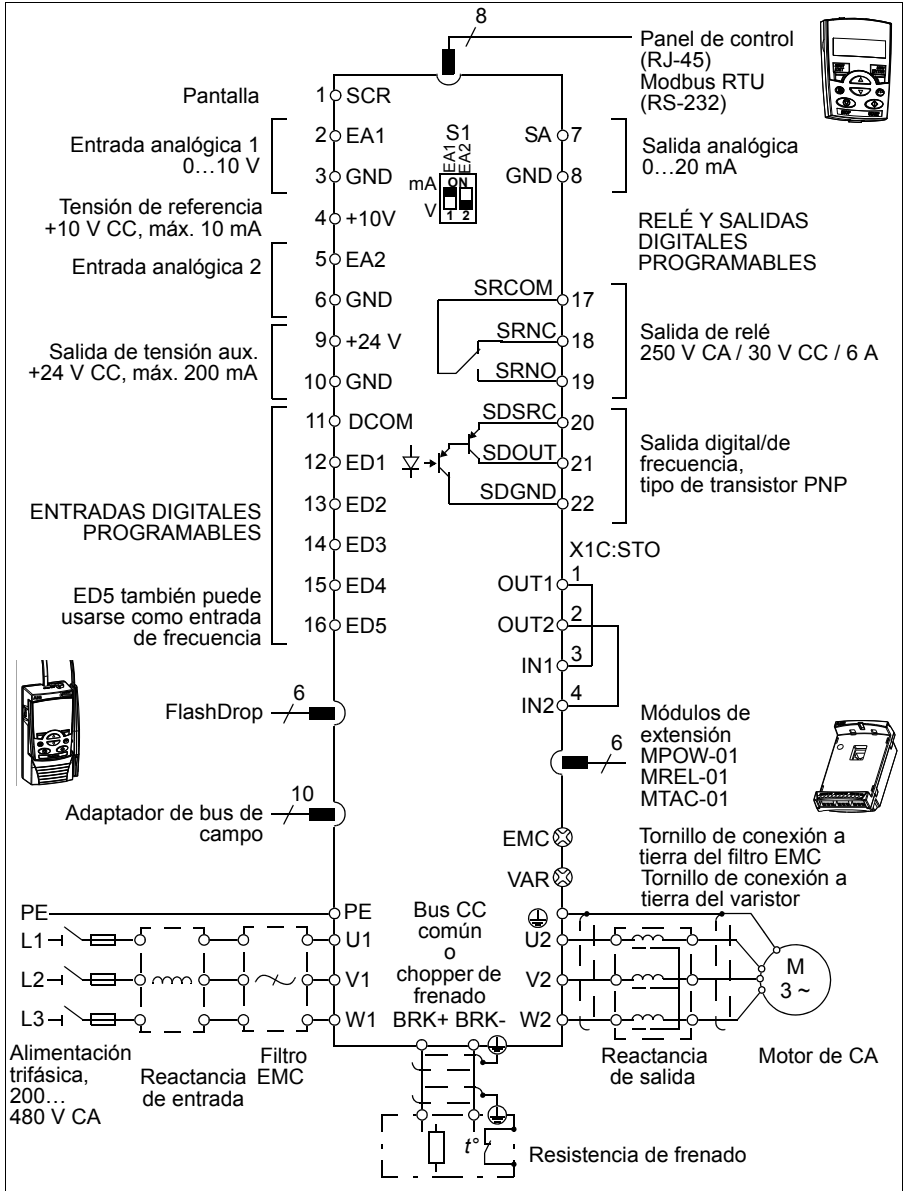 8
Panel de control
(RJ-45)
Modbus RTU
(RS-232)
Pantalla
1 SCR
Entrada analógica 1
0…10 V
2 EA1
3 GND
S1
EA1
EA2
mA
ON
V
1 2
SA 7
GND 8
Salida analógica
0…20 mA
Tensión de referencia
+10 V CC, máx. 10 mA
4 +10V
RELÉ Y SALIDAS
DIGITALES
PROGRAMABLES
Entrada analógica 2
5 EA2
6 GND
SRCOM 17
SRNC 18
SRNO 19
Salida de relé
250 V CA / 30 V CC / 6 A
Salida de tensión aux.
+24 V CC, máx. 200 mA
9 +24 V
10 GND
11 DCOM
12 ED1
13 ED2
14 ED3
15 ED4
16 ED5
SDSRC 20
SDOUT 21
SDGND 22
Salida digital/de
frecuencia,
tipo de transistor PNP
ENTRADAS DIGITALES
PROGRAMABLES
ED5 también puede
usarse como entrada
de frecuencia
X1C:STO
OUT1 1
OUT2 2
IN1 3
IN2 4
FlashDrop 6
6
Módulos de
extensión
MPOW-01
MREL-01
MTAC-01
Adaptador de bus de
campo
10
EMC
Tornillo de conexión a
tierra del filtro EMC
VAR
Tornillo de conexión a
tierra del varistor
PE
PE
L1
U1
L2
V1
L3
W1
Bus CC
común
o
chopper de
frenado
BRK+ BRK-
U2
V2
W2
M
3 ~
Alimentación
trifásica,
200…
480 V CA
Reactancia
de entrada
Filtro
EMC
Reactancia
de salida
Motor de CA
t°
Resistencia de frenado